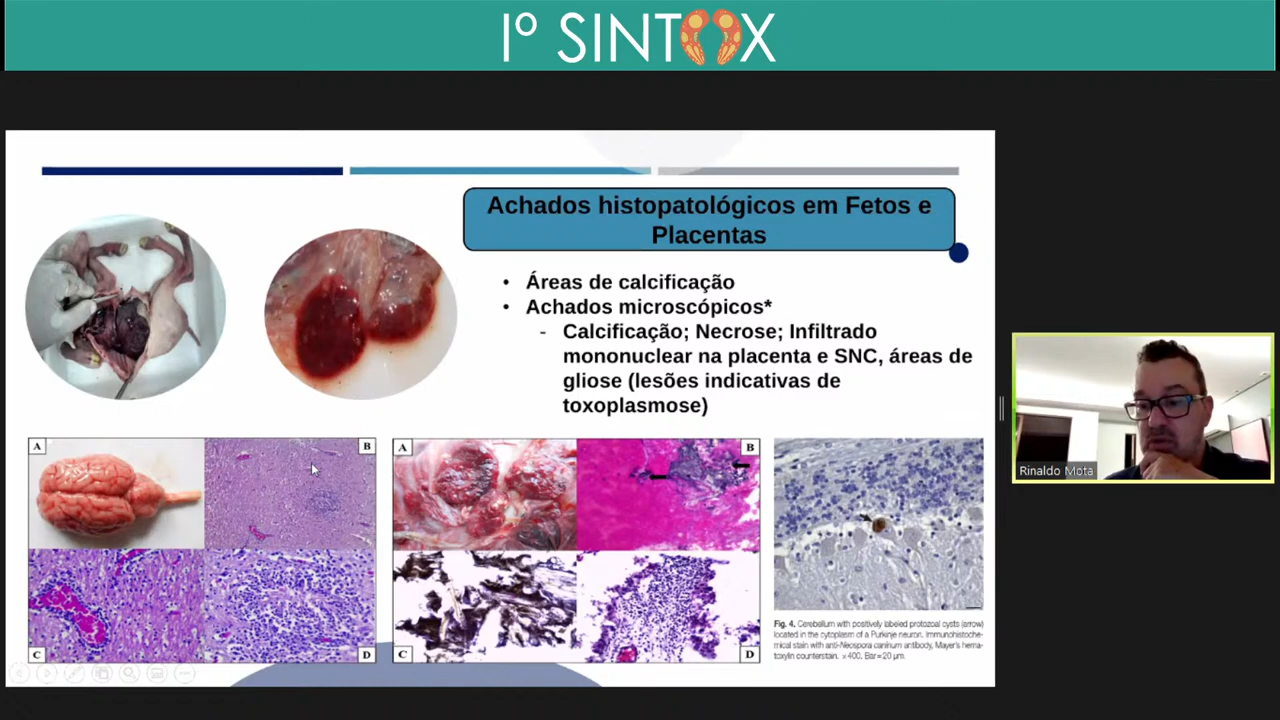 I° SINTOX
Achados histopatológicos em Fetos e
Placentas
• Áreas de calcificação
• Achados microscópicos*
- Calcificação; Necrose; Infiltrado
mononuclear na placenta e SNC, áreas de
gliose (lesões indicativas de
toxoplasmose)
A
B
C
D
A
B
C
D
Fig. 4. Cerebellum with positively labeled protozoal cysts (arrow)
located in the cytoplasm of a Purkinje neuron. Immunohistoche-
mical stain with anti-Neospora caninum antibody, Mayer's hema-
toxylin counterstain. ×400. Bar=20 µm.
Rinaldo Mota